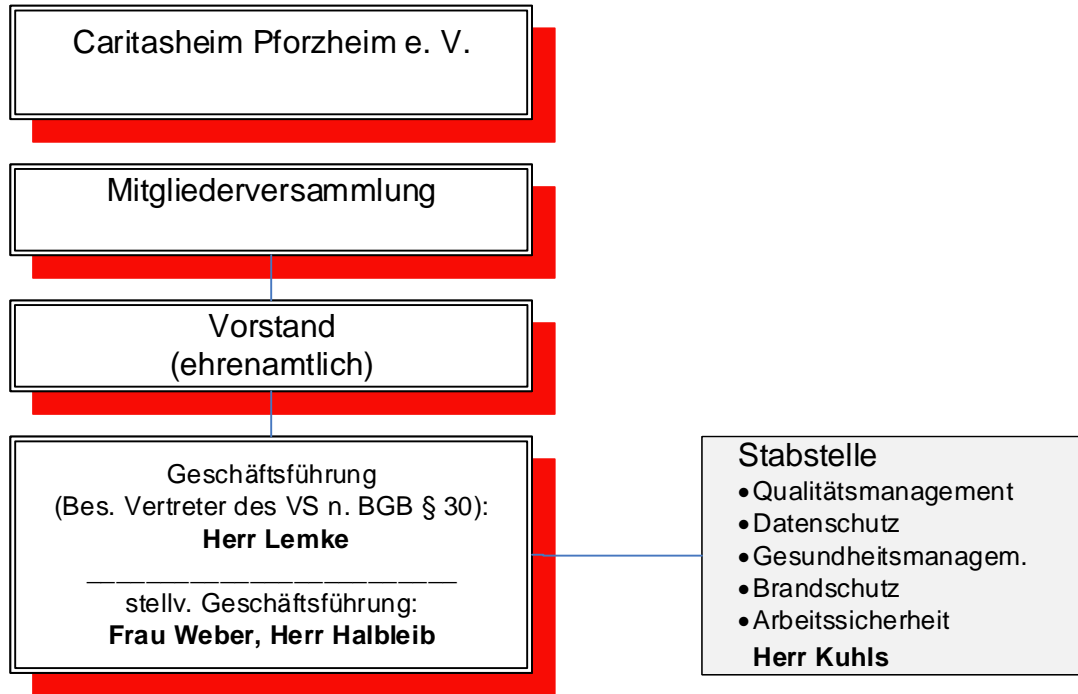 Caritasheim Pforzheim e. V.
Mitgliederversammlung
Vorstand
(ehrenamtlich)
Geschäftsführung
(Bes. Vertreter des VS n. BGB § 30):
Herr Lemke
___________________________
stellv. Geschäftsführung:
Frau Weber, Herr Halbleib
Stabstelle
•Qualitätsmanagement
•Datenschutz
•Gesundheitsmanagem.
•Brandschutz
•Arbeitssicherheit
Herr Kuhls